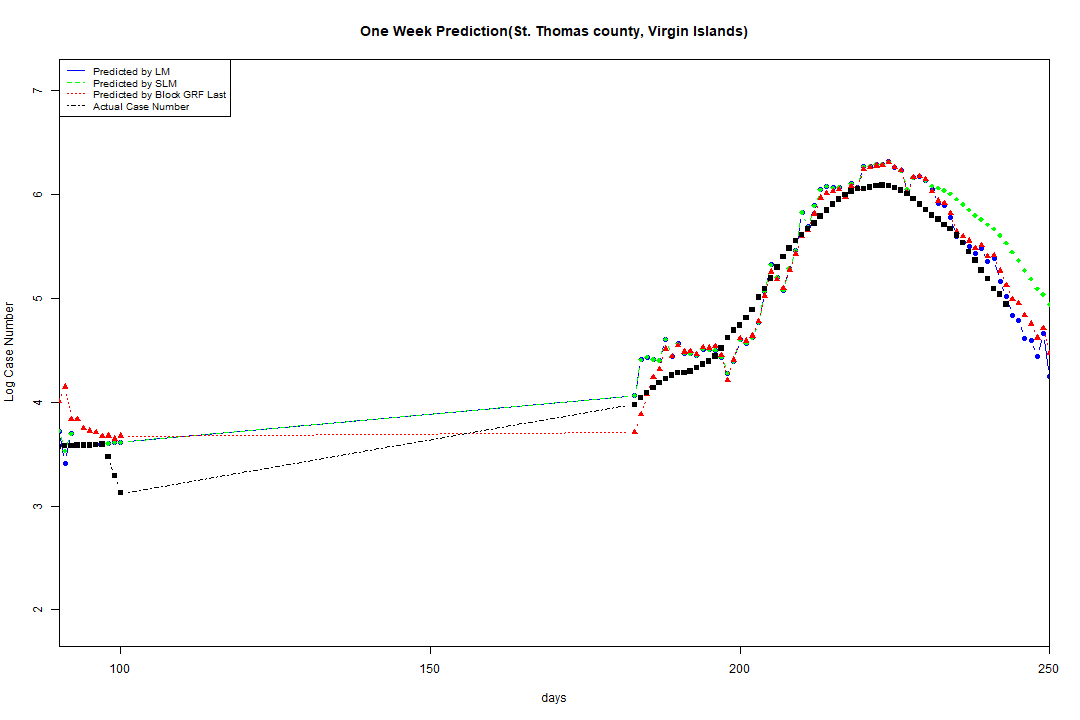 One Week Prediction(St. Thomas county, Virgin Islands)
Predicted by LM
Predicted by SLM
Predicted by Block GRF Last
Actual Case Number
7
6
5
4
3
2
Log Case Number
100 150 200 250
days